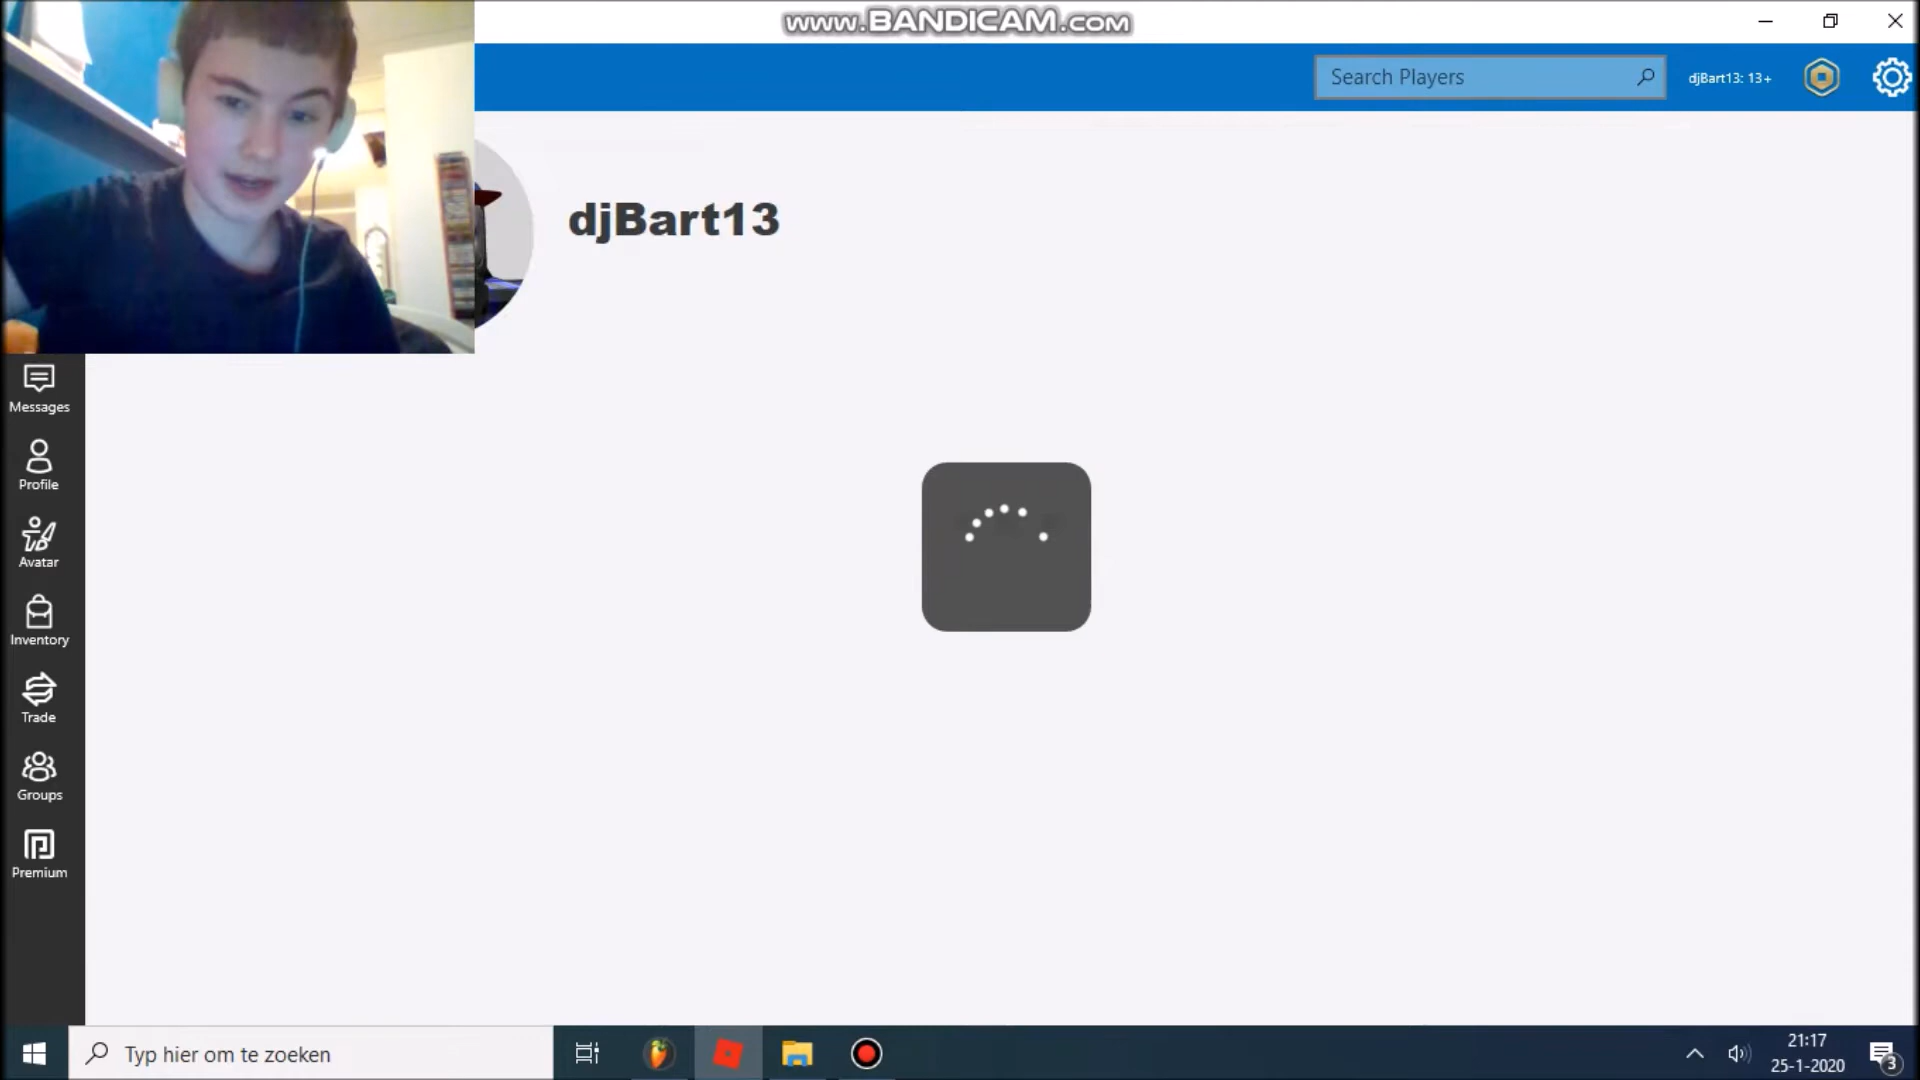 www.BANDICAM.com
Search Players
djBart13: 13+
djBart13
Messages
Profile
Avatar
Inventory
Trade
Groups
Premium
Typ hier om te zoeken
21:17
25-1-2020
3